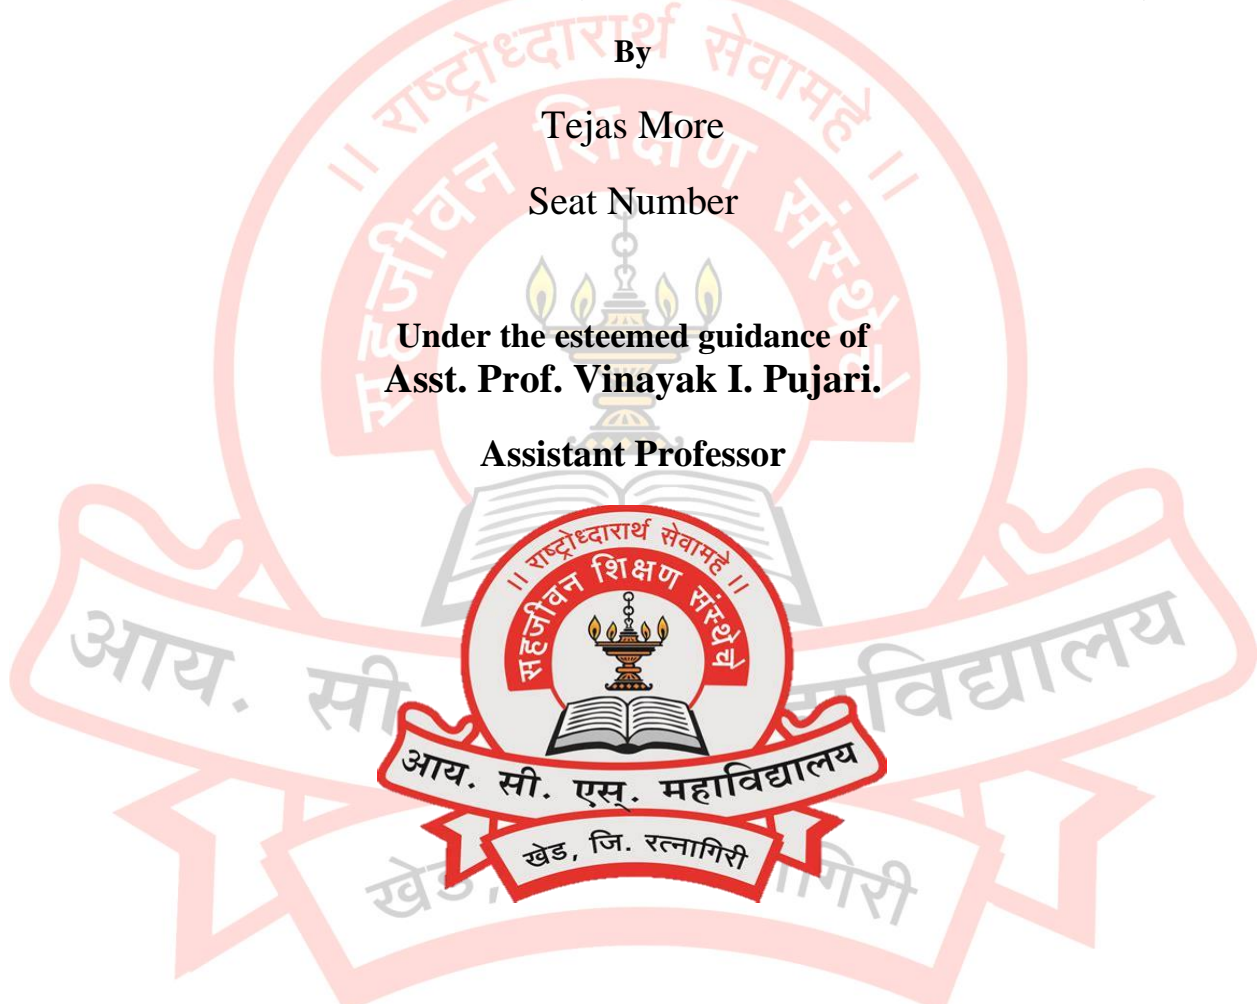 By
Tejas More
Seat Number
Under the esteemed guidance of
Asst. Prof. Vinayak I. Pujari.
Assistant Professor
॥ राष्ट्रोध्दारार्थ सेवामहे ॥
सहजीवन शिक्षण संस्थेचे
आय. सी. एस्. महाविद्यालय
खेड, जि. रत्नागिरी